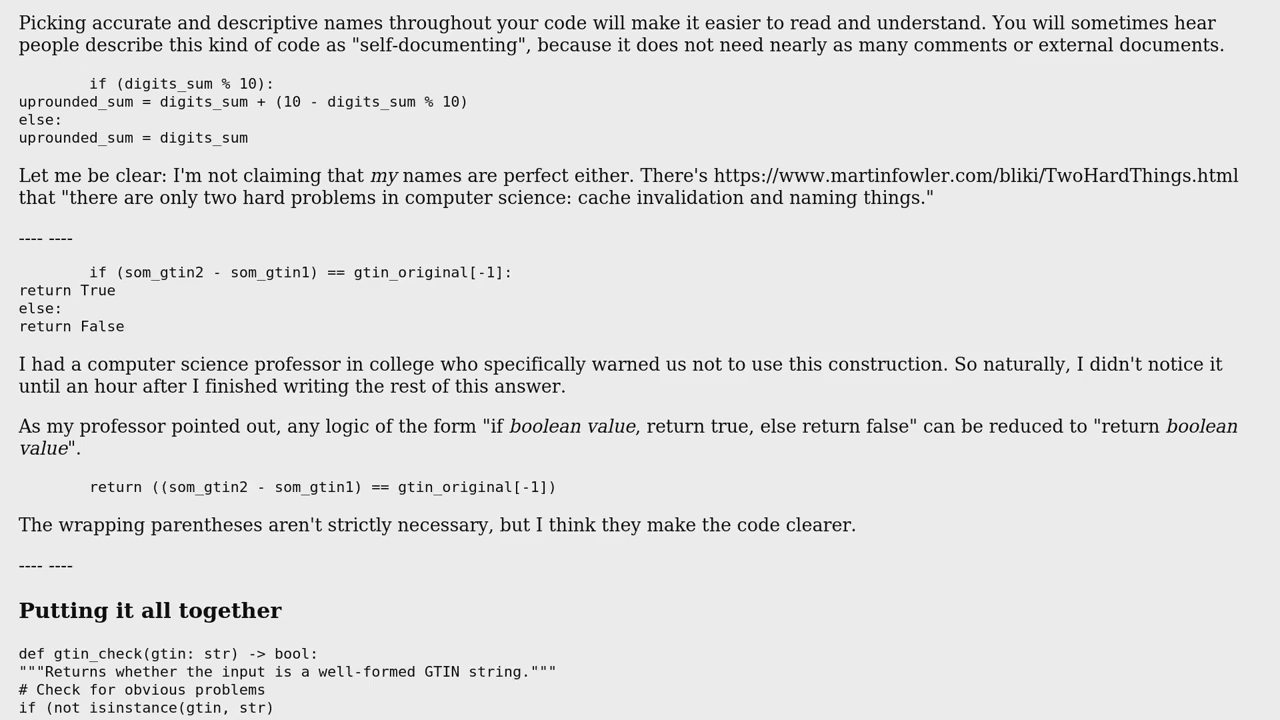 Picking accurate and descriptive names throughout your code will make it easier to read and understand. You will sometimes hear
people describe this kind of code as "self-documenting", because it does not need nearly as many comments or external documents.
if (digits_sum % 10):
uprounded_sum = digits_sum + (10 - digits_sum % 10)
else:
uprounded_sum = digits_sum
Let me be clear: I'm not claiming that my names are perfect either. There's https://www.martinfowler.com/bliki/TwoHardThings.html
that "there are only two hard problems in computer science: cache invalidation and naming things."
---- ----
if (som_gtin2 - som_gtin1) == gtin_original[-1]:
return True
else:
return False
I had a computer science professor in college who specifically warned us not to use this construction. So naturally, I didn't notice it
until an hour after I finished writing the rest of this answer.
As my professor pointed out, any logic of the form "if boolean value, return true, else return false" can be reduced to "return boolean
value".
return ((som_gtin2 - som_gtin1) == gtin_original[-1])
The wrapping parentheses aren't strictly necessary, but I think they make the code clearer.
---- ----
Putting it all together
def gtin_check(gtin: str) -> bool:
"""Returns whether the input is a well-formed GTIN string."""
# Check for obvious problems
if (not isinstance(gtin, str)